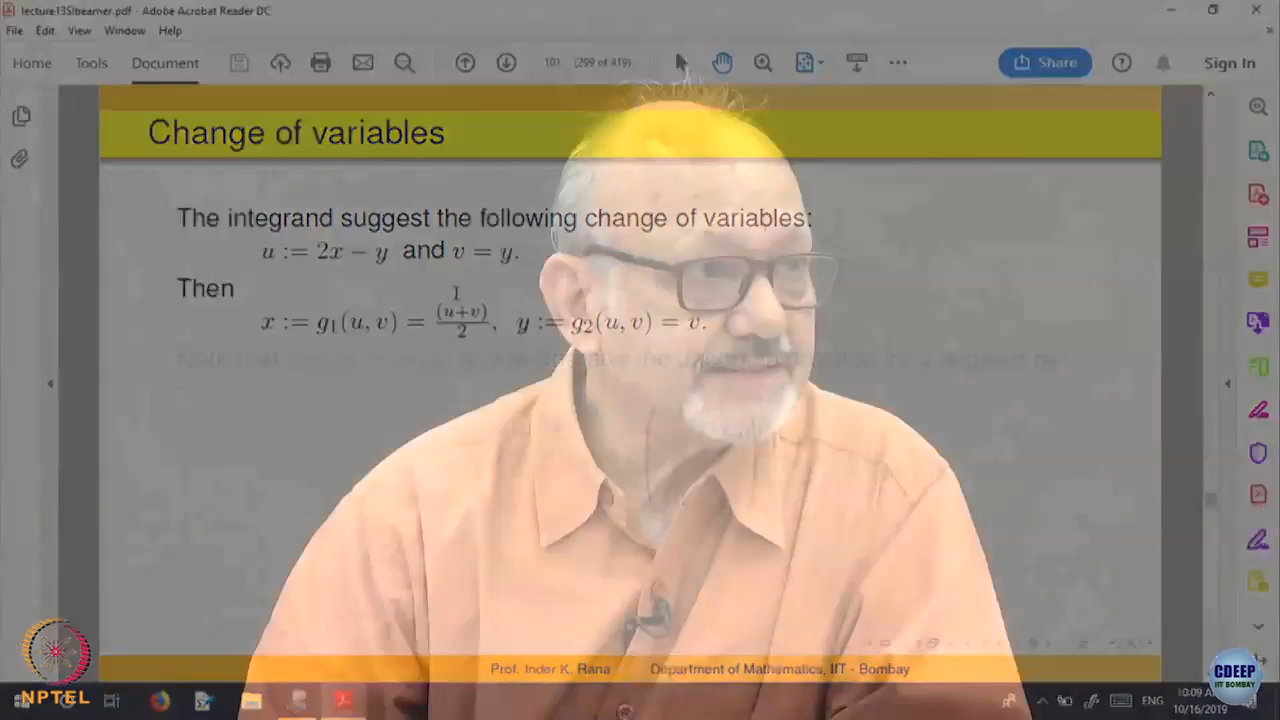 lecture13Slbeamer.pdf - Adobe Acrobat Reader DC
File Edit View Window Help
Home Tools Document 101 (299 of 419) Share Sign In
Change of variables
The integrand suggest the following change of variables:
u := 2x − y and v = y.
Then
x := g₁(u, v) = (u+v)/2, y := g₂(u, v) = v.
Prof. Inder K. Rana Department of Mathematics, IIT - Bombay
NPTEL
CDEEP
IIT BOMBAY
ENG
10:09
10/16/2019